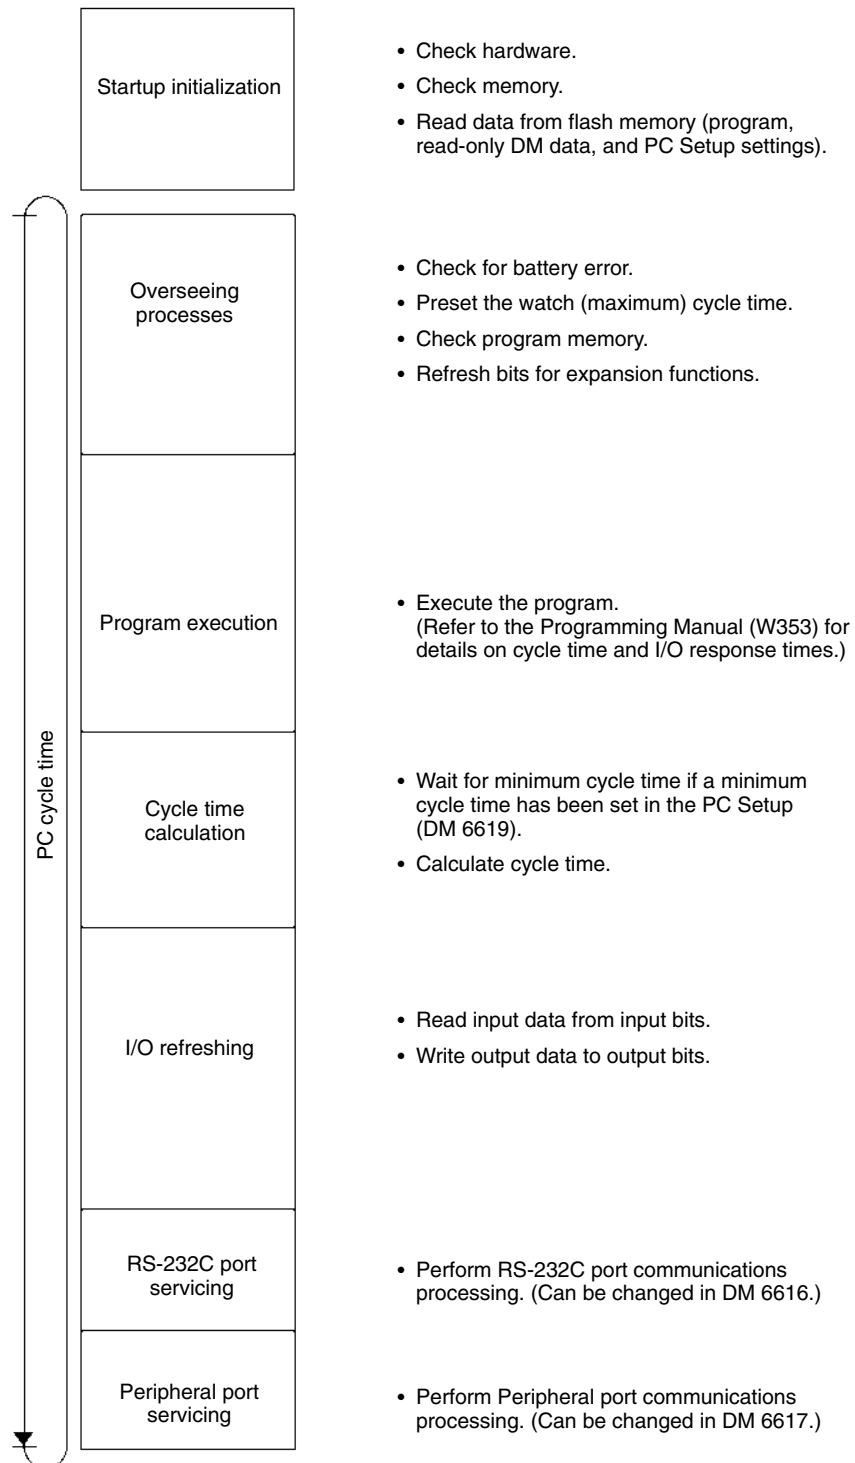 Startup initialization
• Check hardware.
• Check memory.
• Read data from flash memory (program,
read-only DM data, and PC Setup settings).
PC cycle time
Overseeing
processes
• Check for battery error.
• Preset the watch (maximum) cycle time.
• Check program memory.
• Refresh bits for expansion functions.
Program execution
• Execute the program.
(Refer to the Programming Manual (W353) for
details on cycle time and I/O response times.)
Cycle time
calculation
• Wait for minimum cycle time if a minimum
cycle time has been set in the PC Setup
(DM 6619).
• Calculate cycle time.
I/O refreshing
• Read input data from input bits.
• Write output data to output bits.
RS-232C port
servicing
• Perform RS-232C port communications
processing. (Can be changed in DM 6616.)
Peripheral port
servicing
• Perform Peripheral port communications
processing. (Can be changed in DM 6617.)